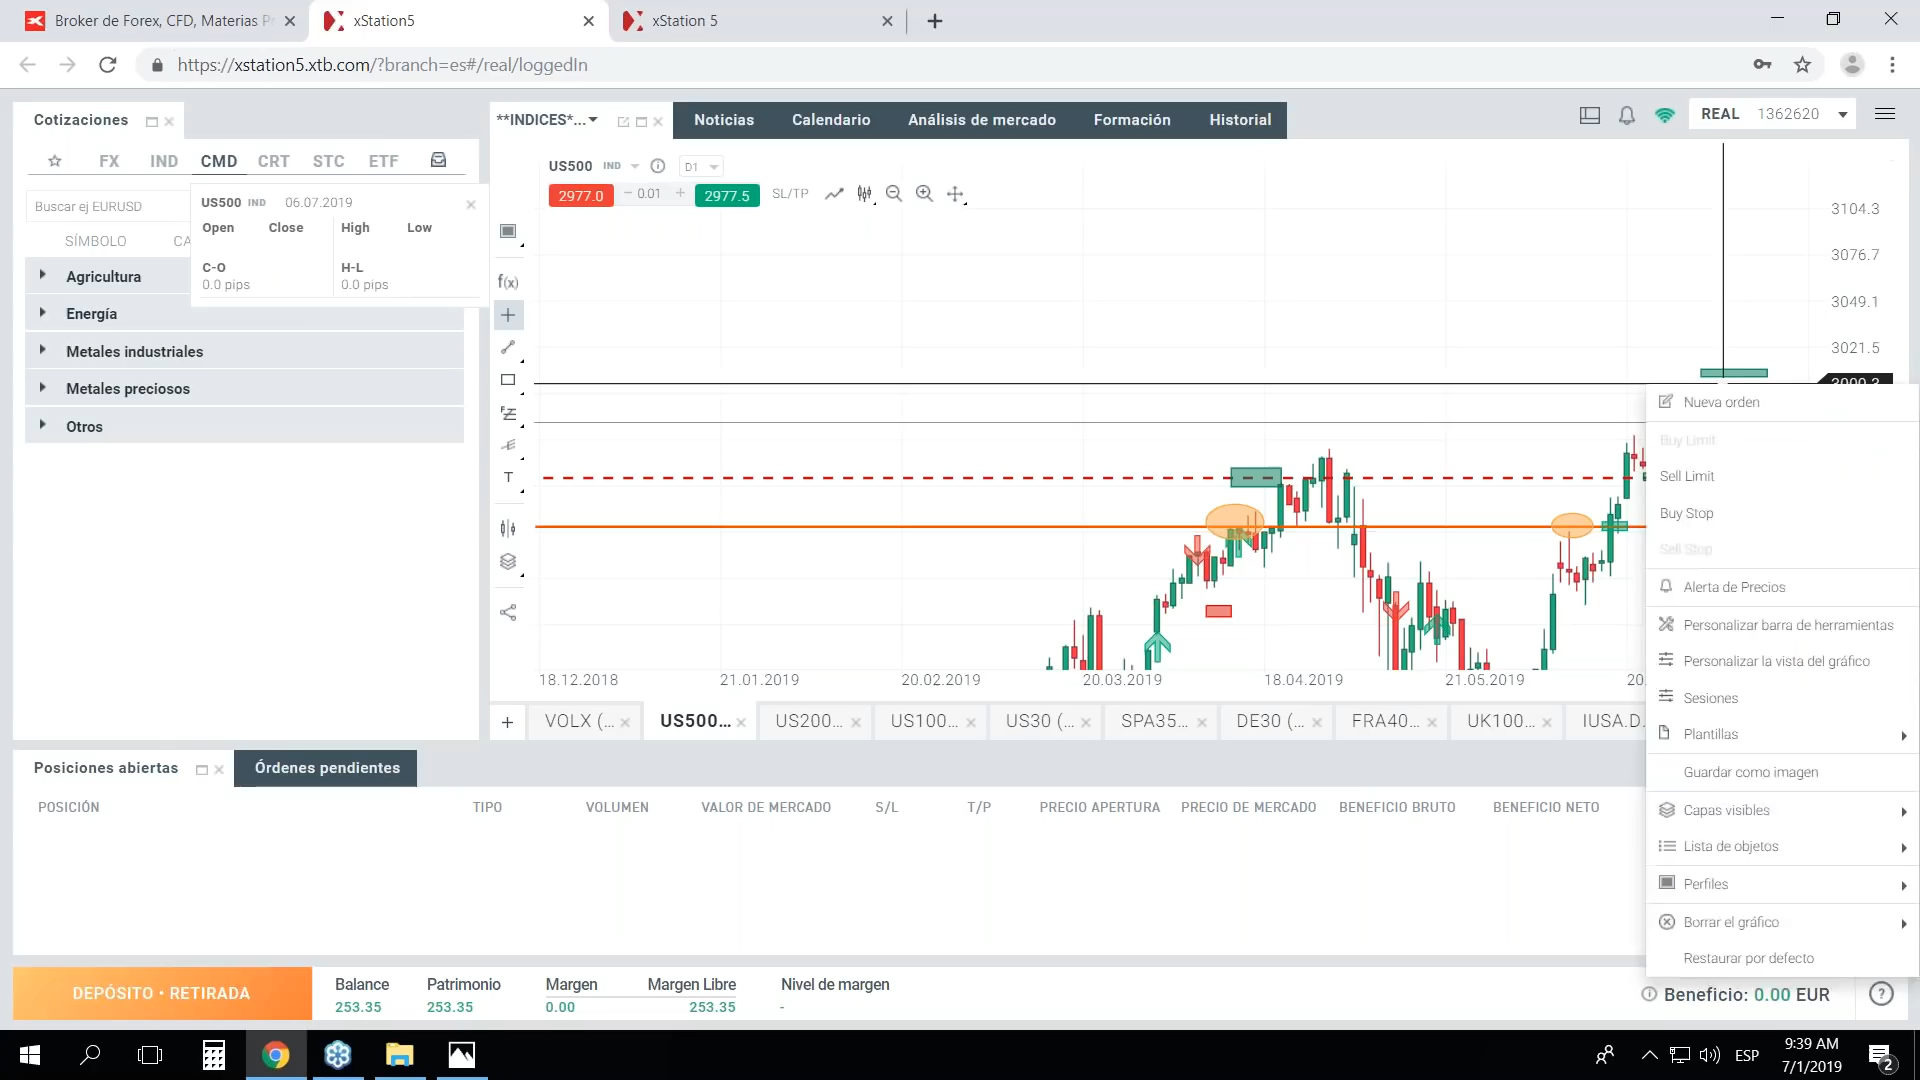 Broker de Forex, CFD, Materias P
xStation5
xStation 5
https://xstation5.xtb.com/?branch=es#/real/loggedIn
Cotizaciones
**INDICES*...
Noticias
Calendario
Análisis de mercado
Formación
Historial
REAL 1362620
FX IND CMD CRT STC ETF
Buscar ej EURUSD
SÍMBOLO CA
US500 IND 06.07.2019
Open Close High Low
C-O H-L
0.0 pips 0.0 pips
Agricultura
Energía
Metales industriales
Metales preciosos
Otros
US500 IND D1
2977.0 − 0.01 + 2977.5 SL/TP
f(x)
T
3104.3
3076.7
3049.1
3021.5
18.12.2018 21.01.2019 20.02.2019 20.03.2019 18.04.2019 21.05.2019 20.
+ VOLX (... US500... US200... US100... US30 (... SPA35... DE30 (... FRA40... UK100... IUSA.D.
Nueva orden
Buy Limit
Sell Limit
Buy Stop
Sell Stop
Alerta de Precios
Personalizar barra de herramientas
Personalizar la vista del gráfico
Sesiones
Plantillas
Guardar como imagen
Capas visibles
Lista de objetos
Perfiles
Borrar el gráfico
Restaurar por defecto
Posiciones abiertas
Órdenes pendientes
POSICIÓN TIPO VOLUMEN VALOR DE MERCADO S/L T/P PRECIO APERTURA PRECIO DE MERCADO BENEFICIO BRUTO BENEFICIO NETO
DEPÓSITO • RETIRADA
Balance Patrimonio Margen Margen Libre Nivel de margen
253.35 253.35 0.00 253.35 -
Beneficio: 0.00 EUR
?
ESP
9:39 AM
7/1/2019
2